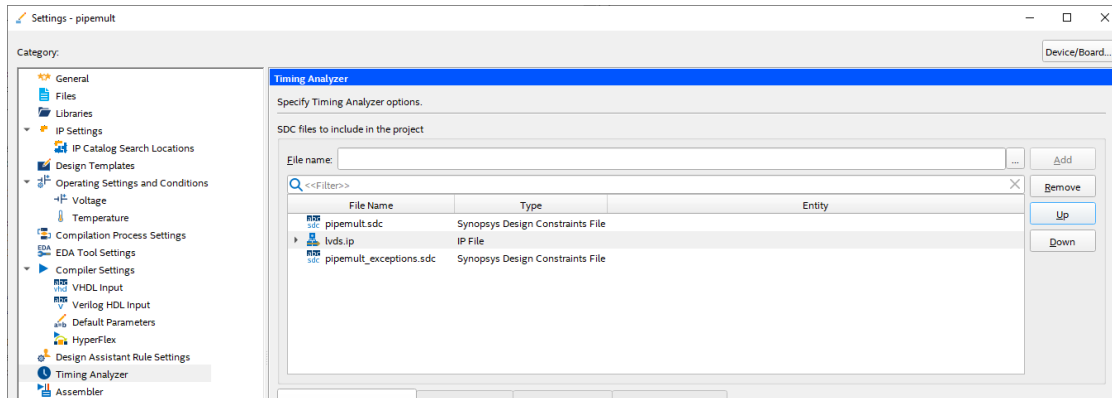 Settings - pipemult
Category:
Device/Board...
General
Files
Libraries
IP Settings
IP Catalog Search Locations
Design Templates
Operating Settings and Conditions
Voltage
Temperature
Compilation Process Settings
EDA Tool Settings
Compiler Settings
VHDL Input
Verilog HDL Input
Default Parameters
HyperFlex
Design Assistant Rule Settings
Timing Analyzer
Assembler
Timing Analyzer
Specify Timing Analyzer options.
SDC files to include in the project
File name: ... Add
<<Filter>> Remove
File Name Type Entity
pipemult.sdc Synopsys Design Constraints File Up
lvds.ip IP File Down
pipemult_exceptions.sdc Synopsys Design Constraints File